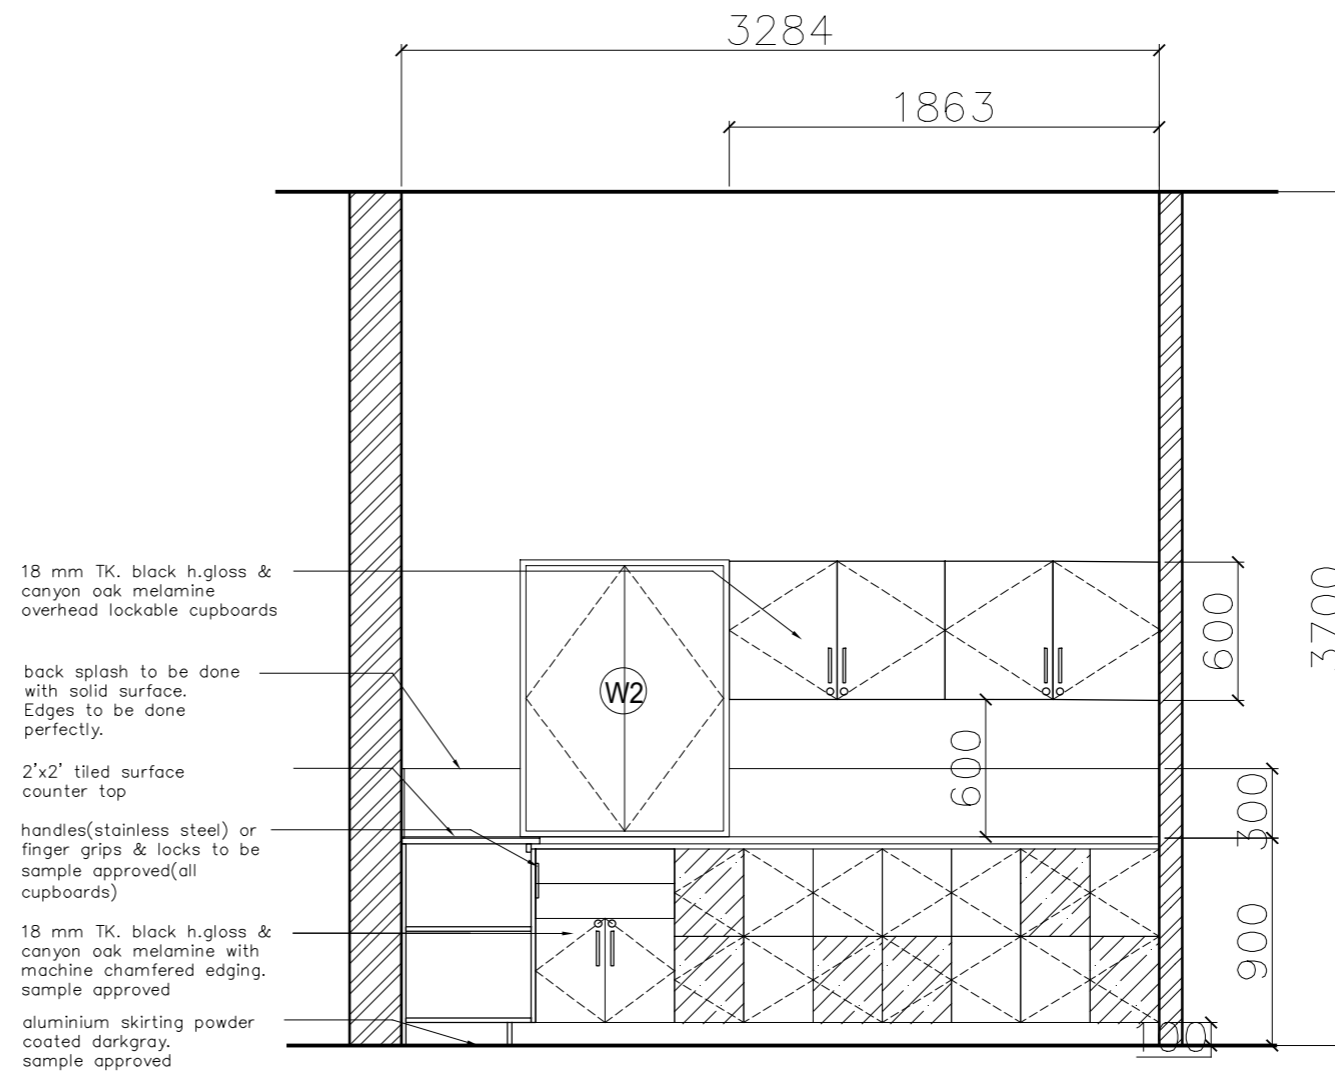 3284
1863
18 mm TK. black h.gloss &
canyon oak melamine
overhead lockable cupboards
back splash to be done
with solid surface.
Edges to be done
perfectly.
2'x2' tiled surface
counter top
handles(stainless steel) or
finger grips & locks to be
sample approved(all
cupboards)
18 mm TK. black h.gloss &
canyon oak melamine with
machine chamfered edging.
sample approved
aluminium skirting powder
coated darkgray.
sample approved
W2
600
600
300
900
100
3700